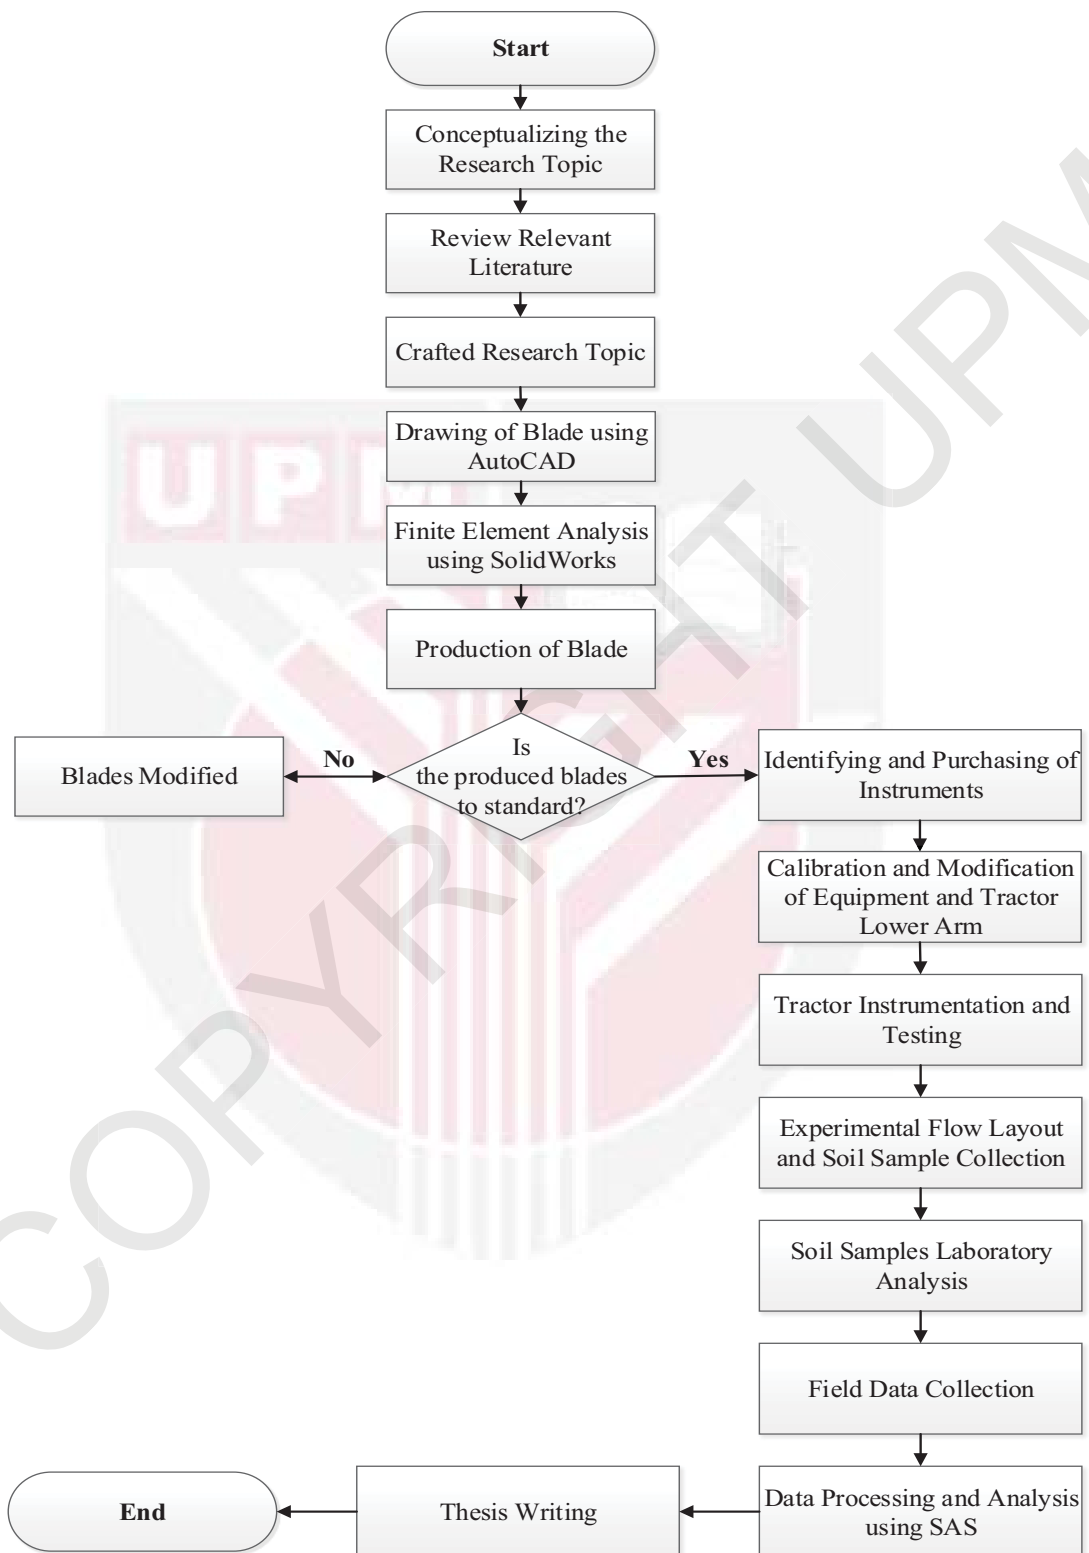 Start
Conceptualizing the
Research Topic
Review Relevant
Literature
Crafted Research Topic
Drawing of Blade using
AutoCAD
Finite Element Analysis
using SolidWorks
Production of Blade
Is
the produced blades
to standard?
No
Blades Modified
Yes
Identifying and Purchasing of
Instruments
Calibration and Modification
of Equipment and Tractor
Lower Arm
Tractor Instrumentation and
Testing
Experimental Flow Layout
and Soil Sample Collection
Soil Samples Laboratory
Analysis
Field Data Collection
Data Processing and Analysis
using SAS
Thesis Writing
End
UPM
COPYRIGHT UPM